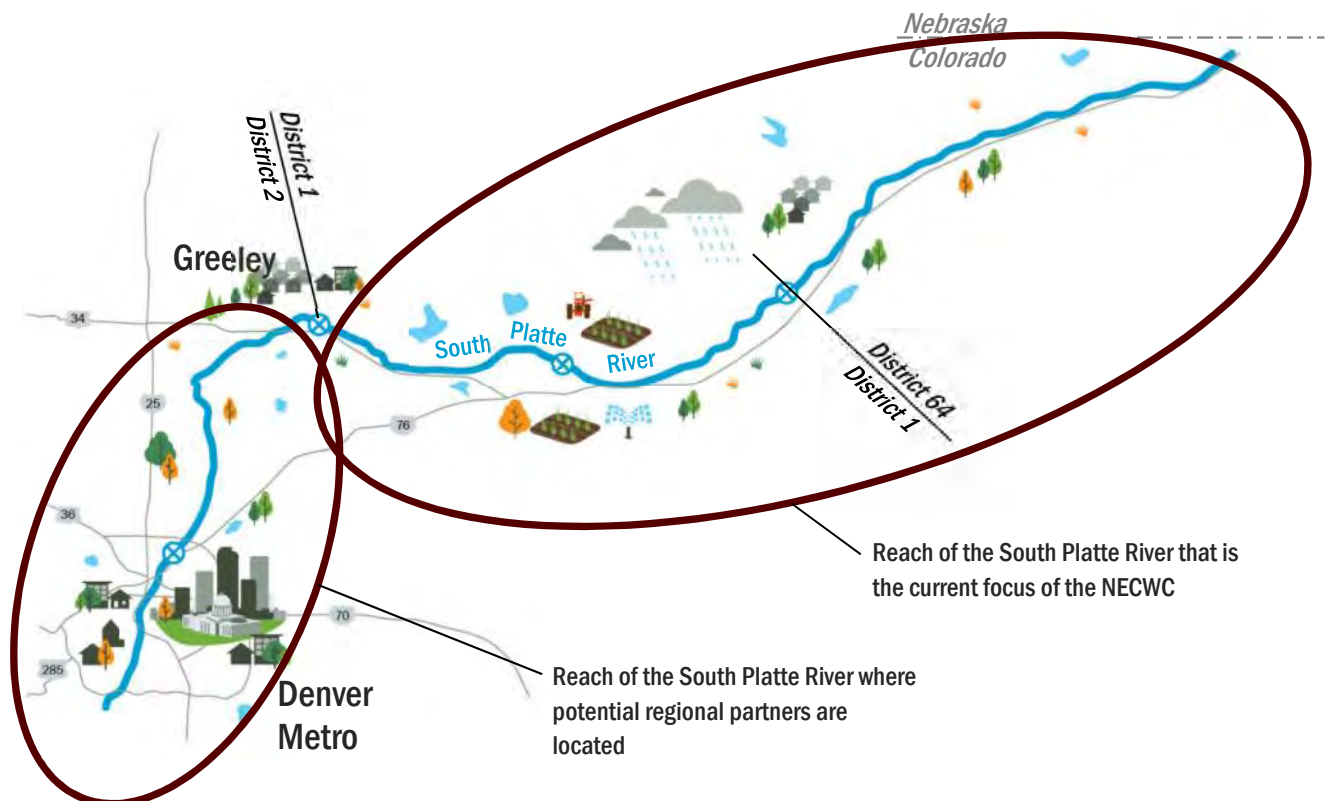 Nebraska
Colorado
District 1
District 2
Greeley
34
South Platte River
25
76
District 64
District 1
36
Reach of the South Platte River that is
the current focus of the NECWC
70
285
Reach of the South Platte River where
potential regional partners are
located
Denver
Metro